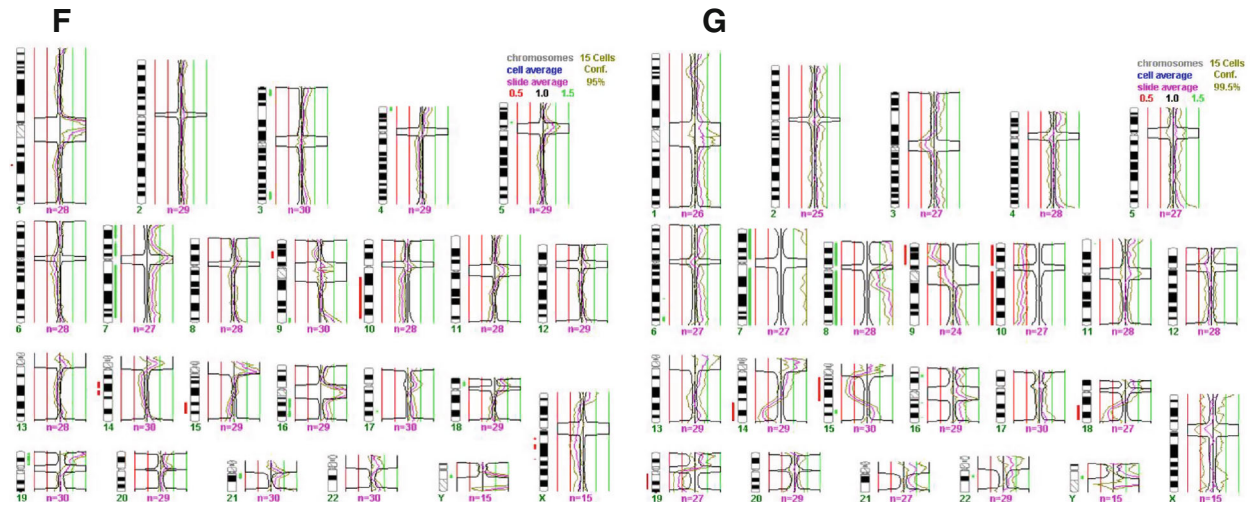 F
chromosomes 15 Cells
cell average Conf.
slide average 95%
0.5 1.0 1.5
1 n=28 2 n=29 3 n=30 4 n=29 5 n=29
6 n=28 7 n=27 8 n=28 9 n=30 10 n=28 11 n=28 12 n=29
13 n=28 14 n=30 15 n=29 16 n=29 17 n=30 18 n=29
19 n=30 20 n=29 21 n=30 22 n=30 Y n=15 X n=15
G
chromosomes 15 Cells
cell average Conf.
slide average 99.5%
0.5 1.0 1.5
1 n=26 2 n=25 3 n=27 4 n=28 5 n=27
6 n=27 7 n=27 8 n=28 9 n=24 10 n=27 11 n=28 12 n=28
13 n=29 14 n=29 15 n=30 16 n=29 17 n=30 18 n=27
19 n=27 20 n=29 21 n=27 22 n=29 Y n=15 X n=15